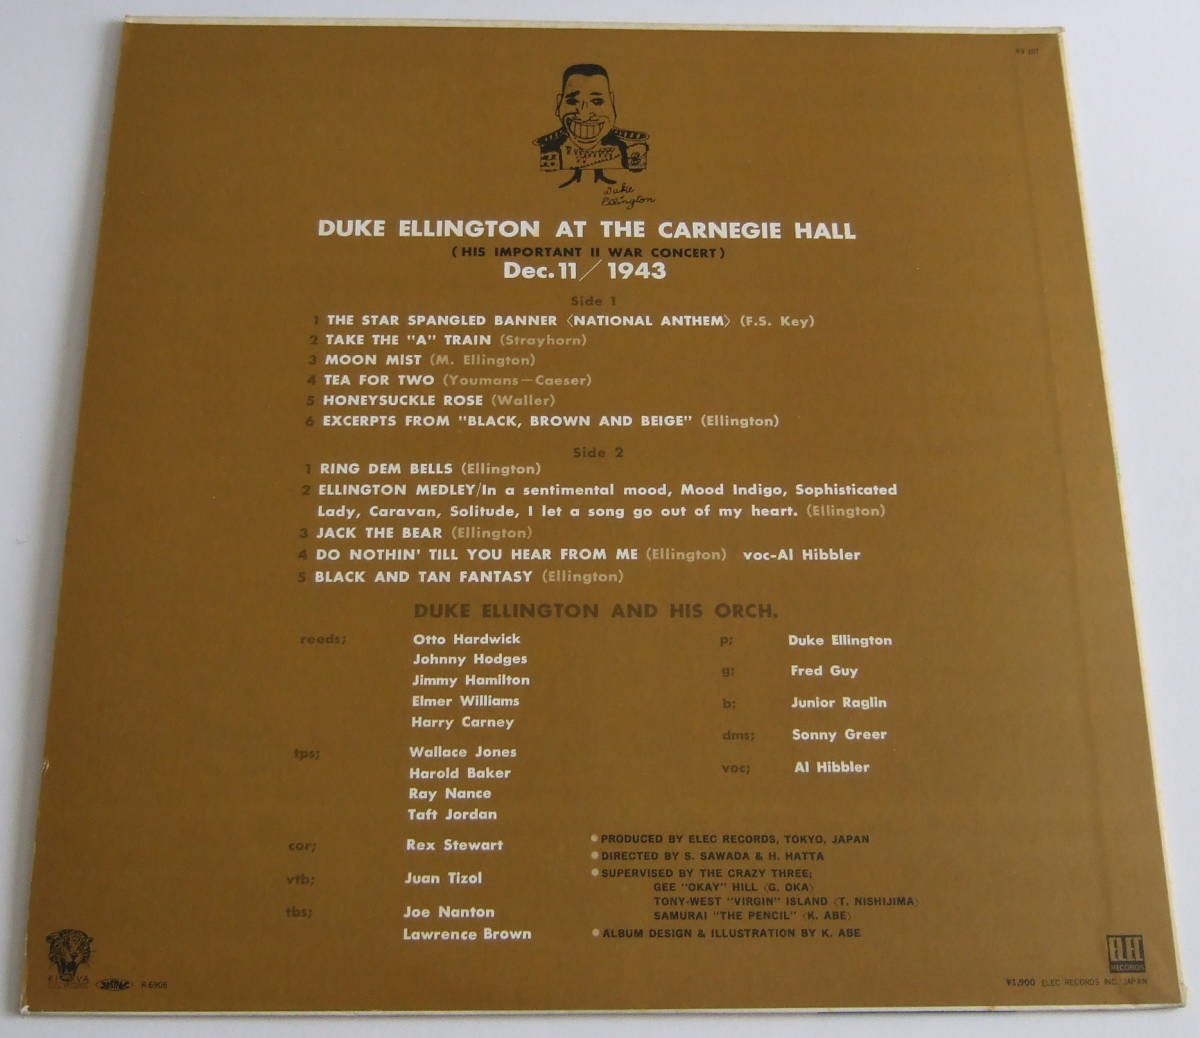 Duke
Ellington
DUKE ELLINGTON AT THE CARNEGIE HALL
(HIS IMPORTANT II WAR CONCERT)
Dec.11/1943
Side 1
1 THE STAR SPANGLED BANNER 〈NATIONAL ANTHEM〉 (F.S. Key)
2 TAKE THE "A" TRAIN (Strayhorn)
3 MOON MIST (M. Ellington)
4 TEA FOR TWO (Youmans—Caeser)
5 HONEYSUCKLE ROSE (Waller)
6 EXCERPTS FROM "BLACK, BROWN AND BEIGE" (Ellington)
Side 2
1 RING DEM BELLS (Ellington)
2 ELLINGTON MEDLEY/In a sentimental mood, Mood Indigo, Sophisticated
Lady, Caravan, Solitude, I let a song go out of my heart. (Ellington)
3 JACK THE BEAR (Ellington)
4 DO NOTHIN' TILL YOU HEAR FROM ME (Ellington) voc-Al Hibbler
5 BLACK AND TAN FANTASY (Ellington)
DUKE ELLINGTON AND HIS ORCH.
reeds; Otto Hardwick
Johnny Hodges
Jimmy Hamilton
Elmer Williams
Harry Carney
tps; Wallace Jones
Harold Baker
Ray Nance
Taft Jordan
cor; Rex Stewart
vtb; Juan Tizol
tbs; Joe Nanton
Lawrence Brown
p; Duke Ellington
g; Fred Guy
b; Junior Raglin
dms; Sonny Greer
voc; Al Hibbler
●PRODUCED BY ELEC RECORDS, TOKYO, JAPAN
●DIRECTED BY S. SAWADA & H. HATTA
●SUPERVISED BY THE CRAZY THREE;
GEE "OKAY" HILL 〈G. OKA〉
TONY-WEST "VIRGIN" ISLAND 〈T. NISHIJIMA〉
SAMURAI "THE PENCIL" 〈K. ABE〉
●ALBUM DESIGN & ILLUSTRATION BY K. ABE
R-6906
ELEC
RECORDS
¥1,900 ELEC RECORDS INC. JAPAN